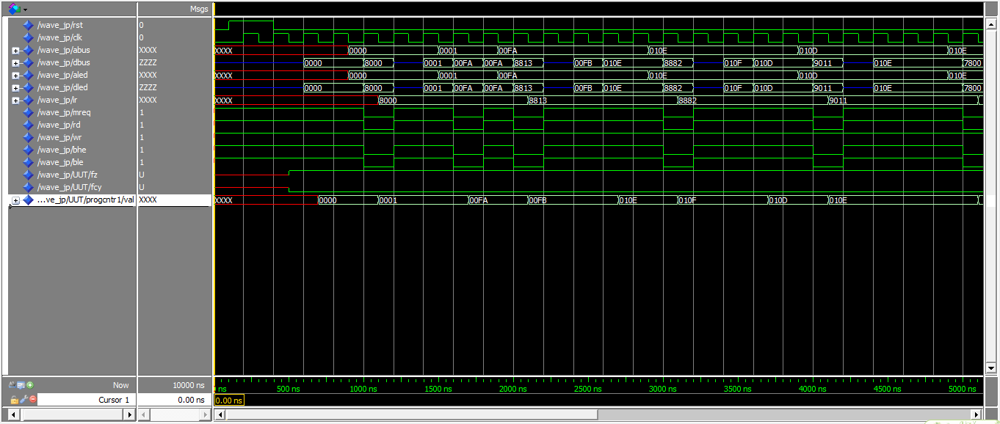 Msgs
/wave_jp/rst 0
/wave_jp/clk 0
/wave_jp/abus XXXX XXXX 0000 0001 00FA 010E 010D 010E
/wave_jp/dbus ZZZZ 0000 8000 0001 00FA 00FA 8813 00FB 010E 8882 010F 010D 9011 010E 7800
/wave_jp/aled XXXX XXXX 0000 0001 00FA 010E 010D 010E
/wave_jp/dled ZZZZ 0000 8000 0001 00FA 00FA 8813 00FB 010E 8882 010F 010D 9011 010E 7800
/wave_jp/ir XXXX XXXX 8000 8813 8882 9011
/wave_jp/mreq 1
/wave_jp/rd 1
/wave_jp/wr 1
/wave_jp/bhe 1
/wave_jp/ble 1
/wave_jp/UUT/fz U
/wave_jp/UUT/fcy U
...ve_jp/UUT/progcntr1/val XXXX XXXX 0000 0001 00FA 00FB 010E 010F 010D 010E
Now 10000 ns ns 500 ns 1000 ns 1500 ns 2000 ns 2500 ns 3000 ns 3500 ns 4000 ns 4500 ns 5000 ns
Cursor 1 0.00 ns 0.00 ns